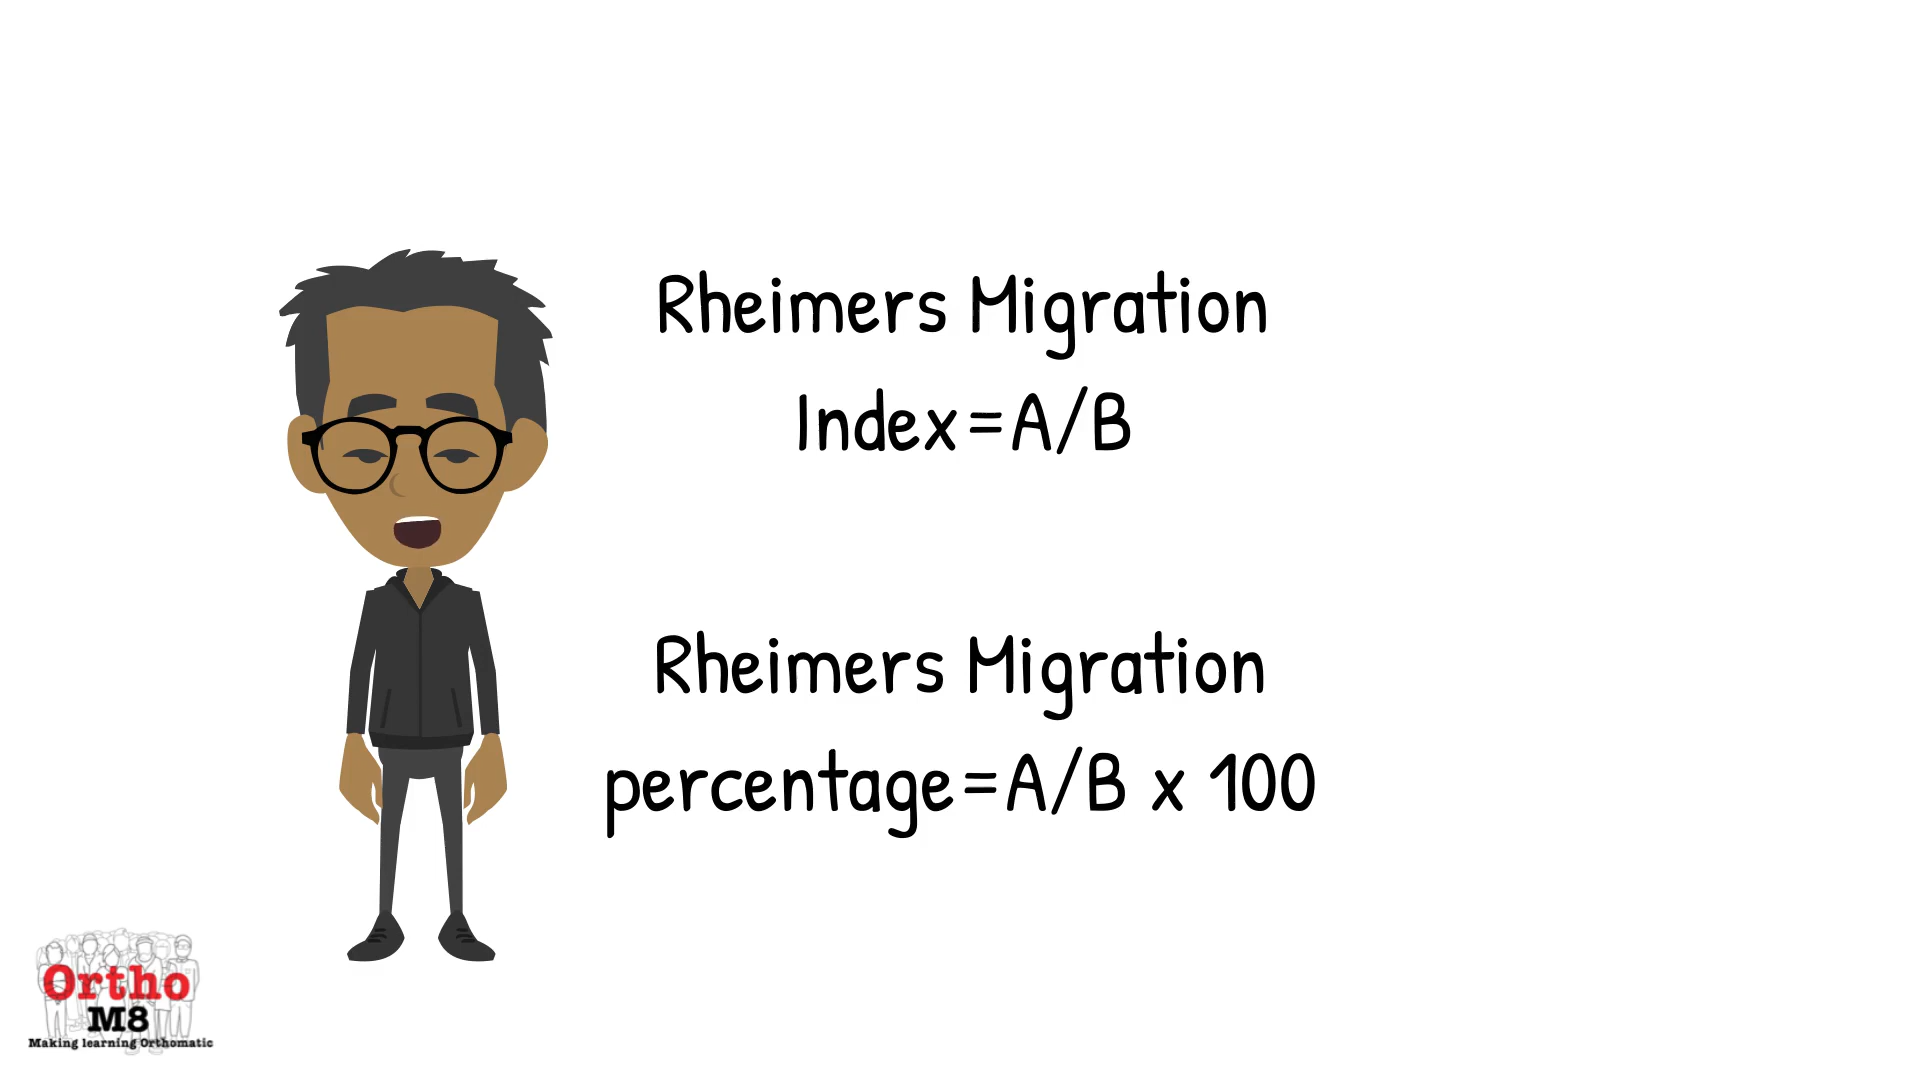 Rheimers Migration
Index=A/B
Rheimers Migration
percentage=A/B x 100
Ortho
M8
Making learning Orthomatic